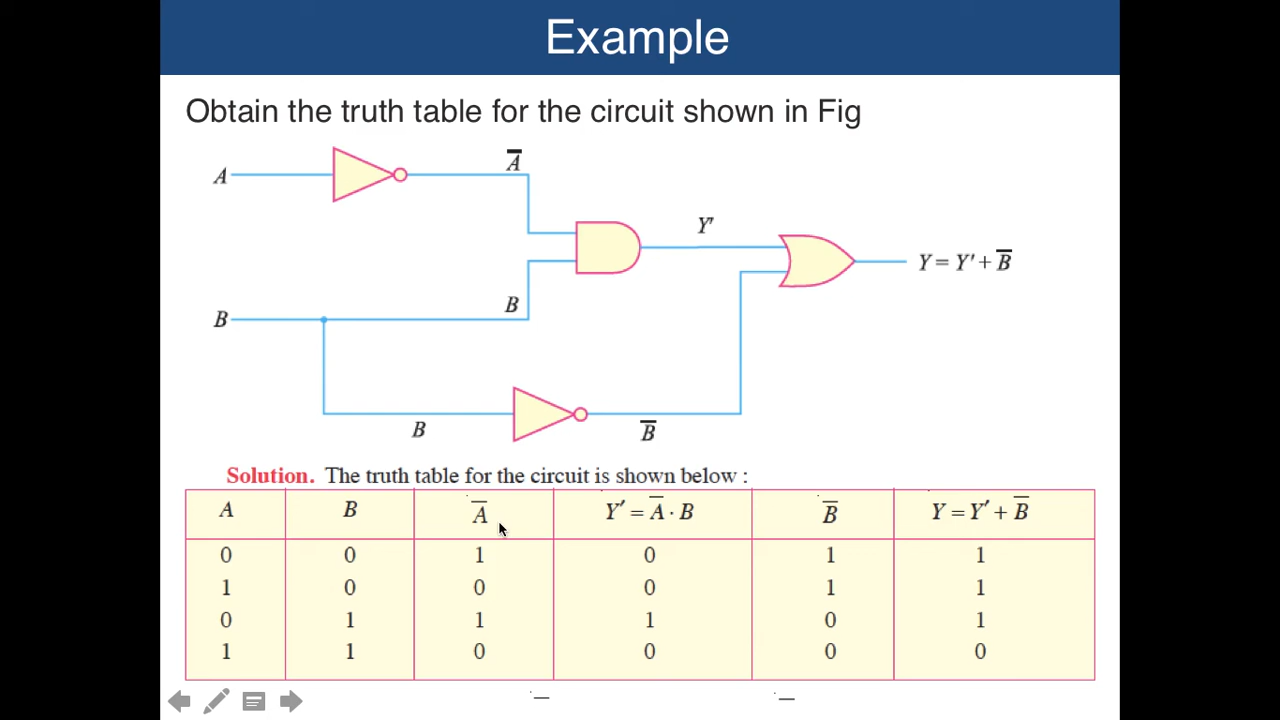 Example
Obtain the truth table for the circuit shown in Fig
A̅
A
Y′
Y = Y′ + B̅
B
B
B
B̅
Solution. The truth table for the circuit is shown below :
A B A̅ Y′ = A̅ · B B̅ Y = Y′ + B̅
0 0 1 0 1 1
1 0 0 0 1 1
0 1 1 1 0 1
1 1 0 0 0 0